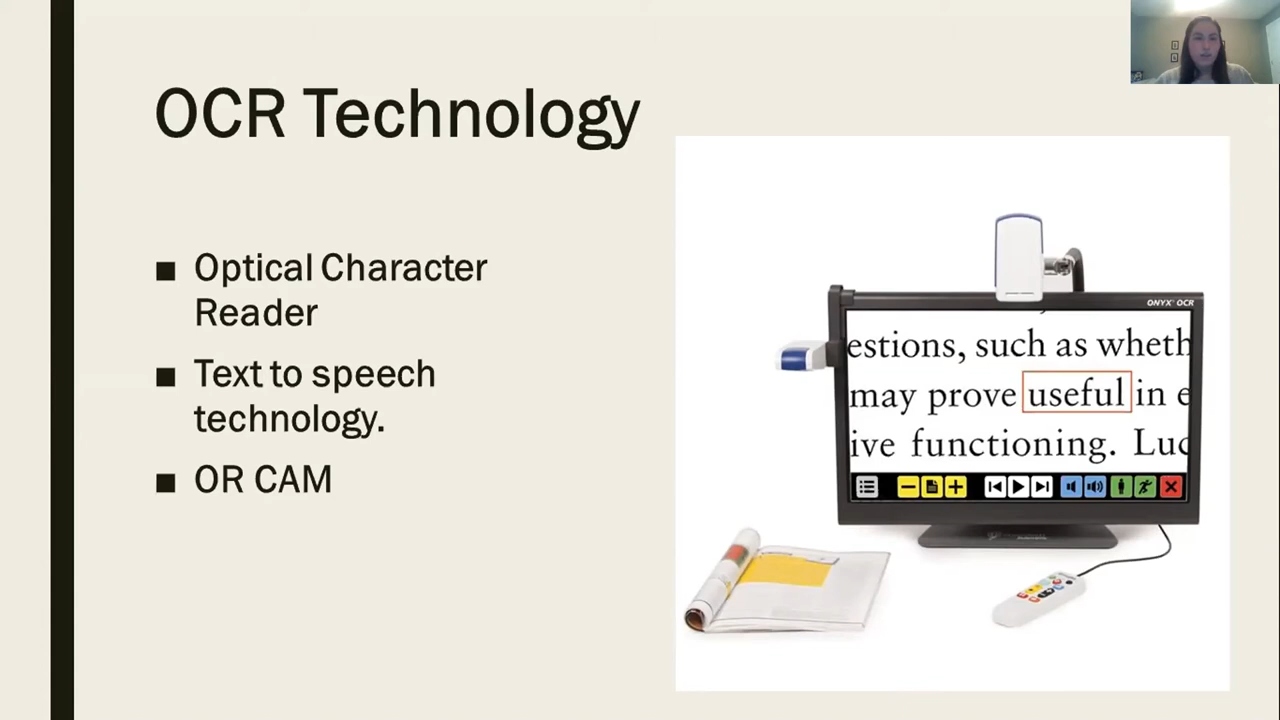 OCR Technology
Optical Character
Reader
Text to speech
technology.
OR CAM
ONYX® OCR
estions, such as wheth
may prove useful in e
ive functioning. Luc